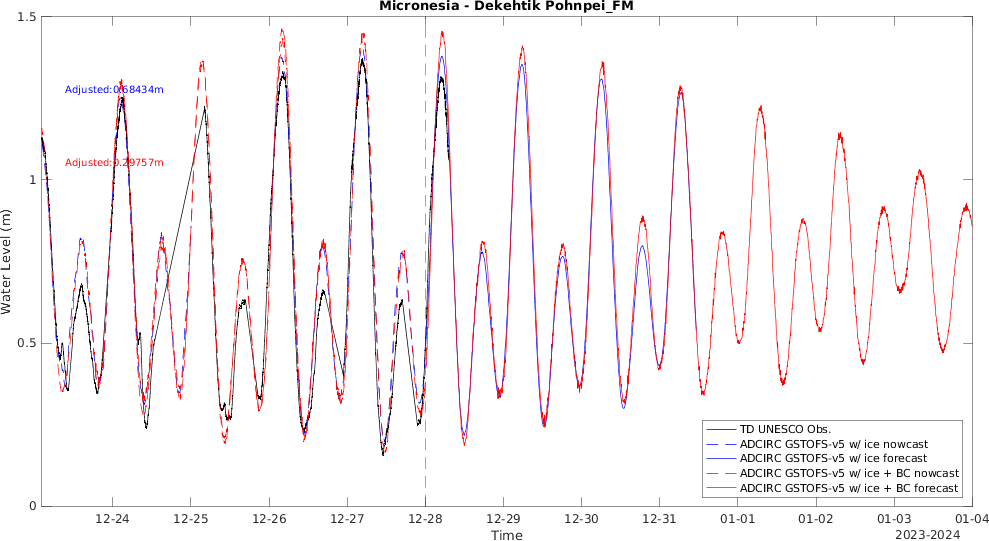 Micronesia - Dekehtik Pohnpei_FM
1.5
1
0.5
0
Water Level (m)
Adjusted:0.68434m
Adjusted:0.29757m
TD UNESCO Obs.
ADCIRC GSTOFS-v5 w/ ice nowcast
ADCIRC GSTOFS-v5 w/ ice forecast
ADCIRC GSTOFS-v5 w/ ice + BC nowcast
ADCIRC GSTOFS-v5 w/ ice + BC forecast
12-24 12-25 12-26 12-27 12-28 12-29 12-30 12-31 01-01 01-02 01-03 01-04
Time
2023-2024